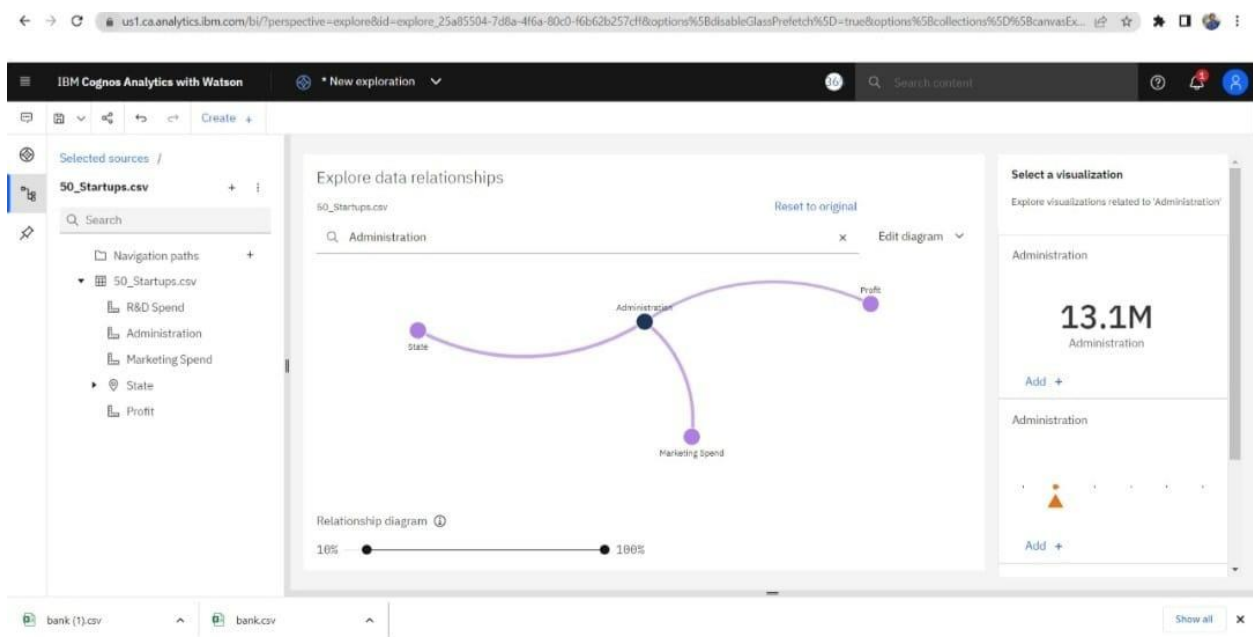 us1.ca.analytics.ibm.com/bi/?perspective=explore&id=explore_25a85504-7d8a-4f6a-80c0-f6b62b257cff&options%5BdisableGlassPrefetch%5D=true&options%5Bcollections%5D%5BcanvasEx...
IBM Cognos Analytics with Watson
* New exploration
36
Search content
Create +
Selected sources /
50_Startups.csv
Search
Navigation paths
50_Startups.csv
R&D Spend
Administration
Marketing Spend
State
Profit
Explore data relationships
50_Startups.csv
Reset to original
Administration
Edit diagram
Profit
Administration
State
Marketing Spend
Relationship diagram
10%
100%
Select a visualization
Explore visualizations related to 'Administration'
Administration
13.1M
Administration
Add +
Administration
Add +
bank (1).csv
bank.csv
Show all